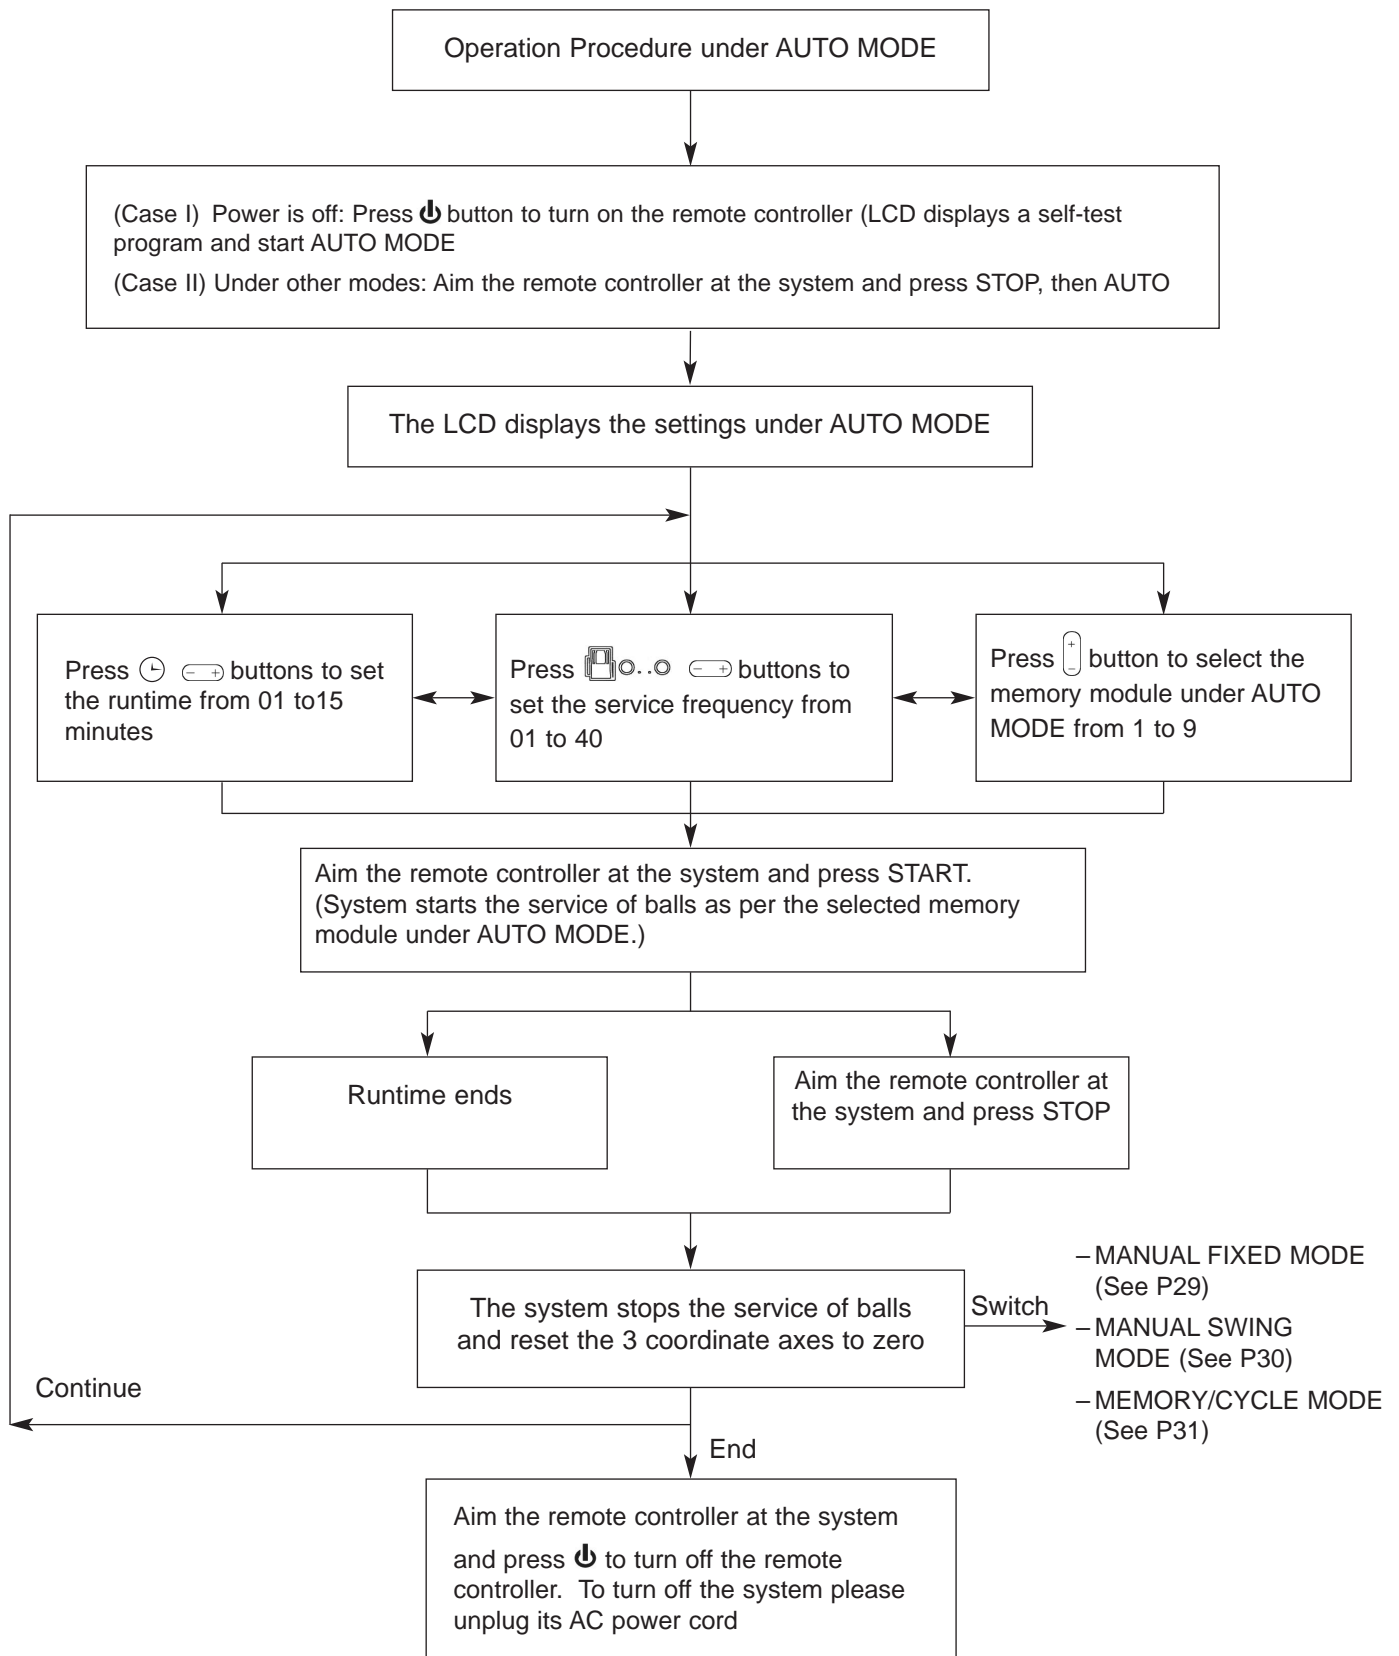 Operation Procedure under AUTO MODE
(Case I) Power is off: Press button to turn on the remote controller (LCD displays a self-test
program and start AUTO MODE
(Case II) Under other modes: Aim the remote controller at the system and press STOP, then AUTO
The LCD displays the settings under AUTO MODE
Press buttons to set
the runtime from 01 to15
minutes
Press buttons to
set the service frequency from
01 to 40
Press button to select the
memory module under AUTO
MODE from 1 to 9
Aim the remote controller at the system and press START.
(System starts the service of balls as per the selected memory
module under AUTO MODE.)
Runtime ends
Aim the remote controller at
the system and press STOP
The system stops the service of balls
and reset the 3 coordinate axes to zero
Switch
– MANUAL FIXED MODE
(See P29)
– MANUAL SWING
MODE (See P30)
– MEMORY/CYCLE MODE
(See P31)
Continue
End
Aim the remote controller at the system
and press to turn off the remote
controller. To turn off the system please
unplug its AC power cord